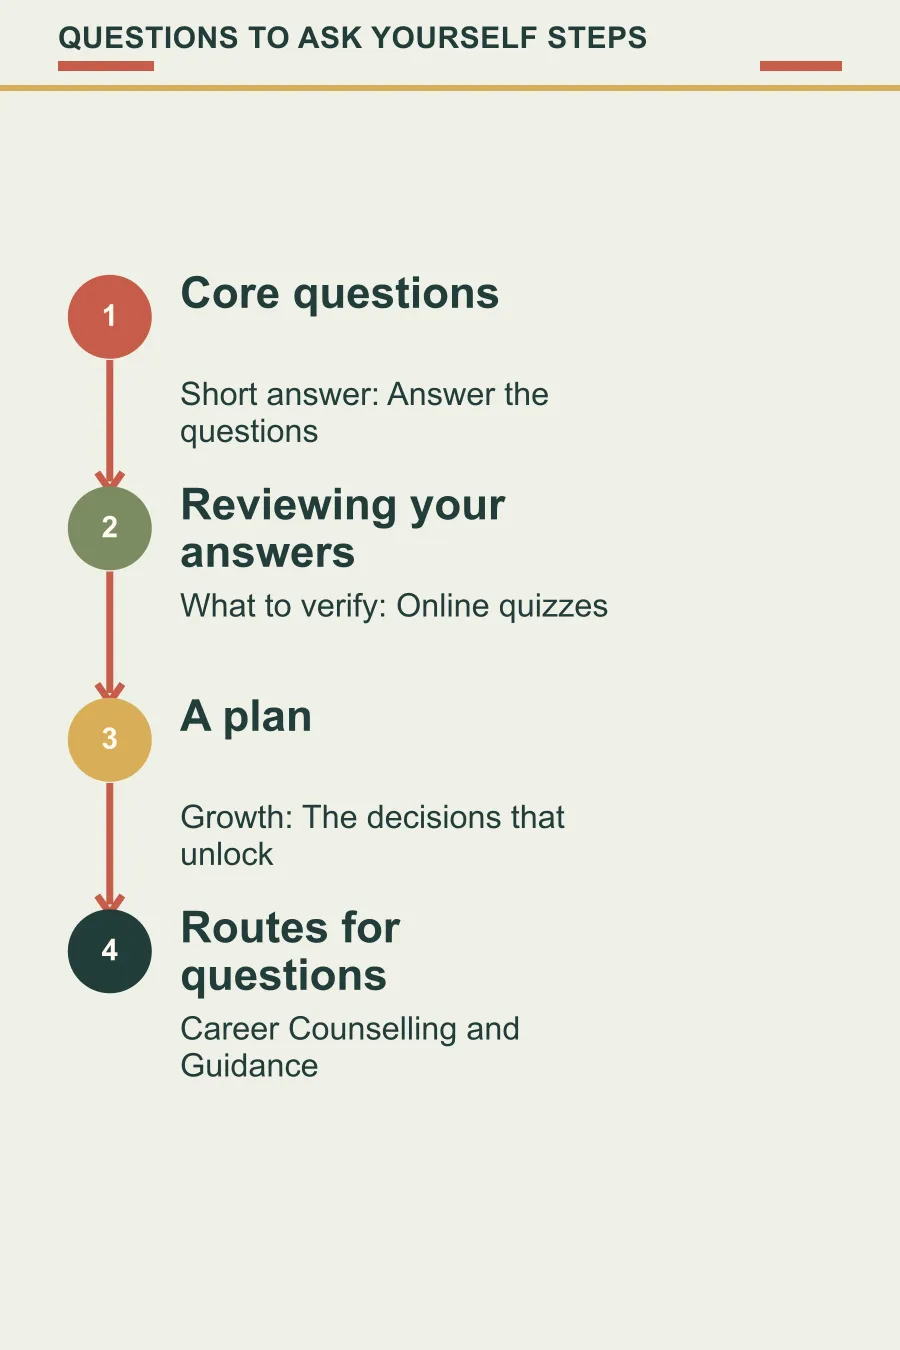 QUESTIONS TO ASK YOURSELF STEPS
1
Core questions
Short answer: Answer the
questions
2
Reviewing your
answers
What to verify: Online quizzes
3
A plan
Growth: The decisions that
unlock
4
Routes for
questions
Career Counselling and
Guidance